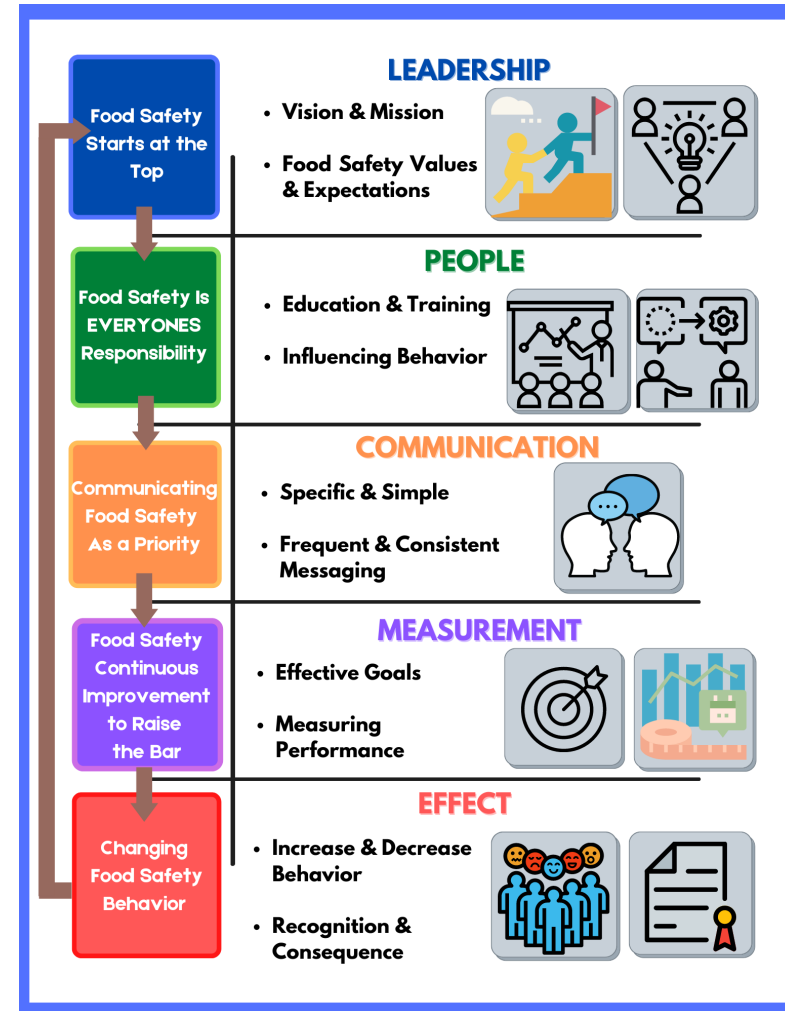 Food Safety
Starts at the
Top
LEADERSHIP
• Vision & Mission
• Food Safety Values
& Expectations
Food Safety Is
EVERYONES
Responsibility
PEOPLE
• Education & Training
• Influencing Behavior
Communicating
Food Safety
As a Priority
COMMUNICATION
• Specific & Simple
• Frequent & Consistent
Messaging
Food Safety
Continuous
Improvement
to Raise
the Bar
MEASUREMENT
• Effective Goals
• Measuring
Performance
Changing
Food Safety
Behavior
EFFECT
• Increase & Decrease
Behavior
• Recognition &
Consequence